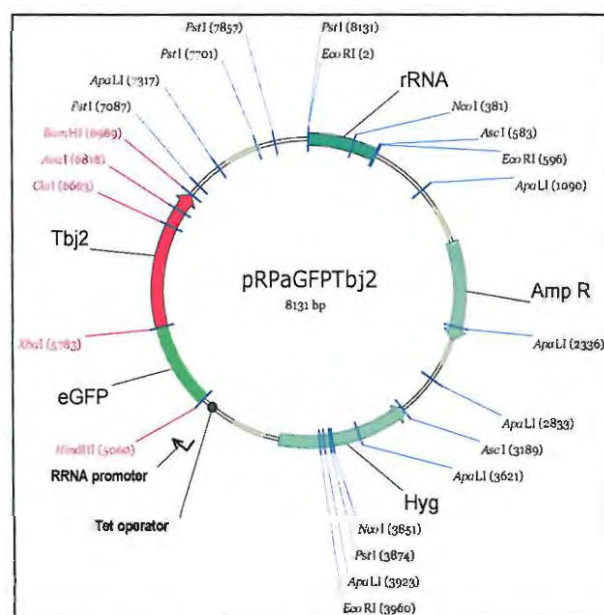 PstI (7857)
PstI (8131)
PstI (7701)
EcoRI (2)
ApaLI (7317)
rRNA
PstI (7087)
NcoI (381)
BamHI (6989)
AscI (583)
AvaI (6818)
EcoRI (596)
ClaI (6663)
ApaLI (1090)
Tbj2
pRPaGFPTbj2
8131 bp
Amp R
XbaI (5783)
ApaLI (2336)
eGFP
ApaLI (2833)
HindIII (5060)
AscI (3189)
RRNA promotor
ApaLI (3621)
Hyg
Tet operator
NcoI (3851)
PstI (3874)
ApaLI (3923)
EcoRI (3960)